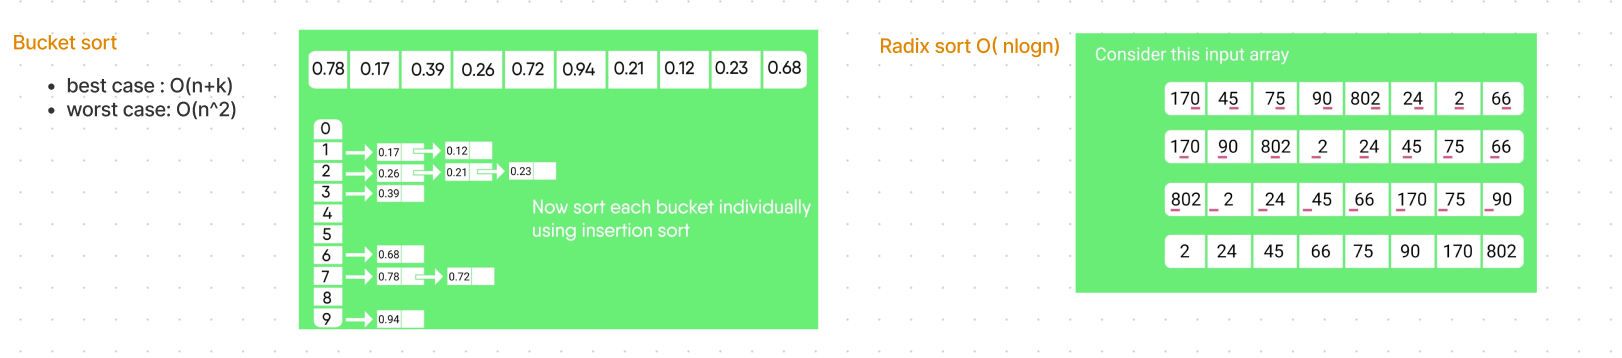 Bucket sort
• best case : O(n+k)
• worst case: O(n^2)
0.78 0.17 0.39 0.26 0.72 0.94 0.21 0.12 0.23 0.68
0
1 0.17 0.12
2 0.26 0.21 0.23
3 0.39
4
5
6 0.68
7 0.78 0.72
8
9 0.94
Now sort each bucket individually
using insertion sort
Radix sort O( nlogn)
Consider this input array
170 45 75 90 802 24 2 66
170 90 802 2 24 45 75 66
802 2 24 45 66 170 75 90
2 24 45 66 75 90 170 802